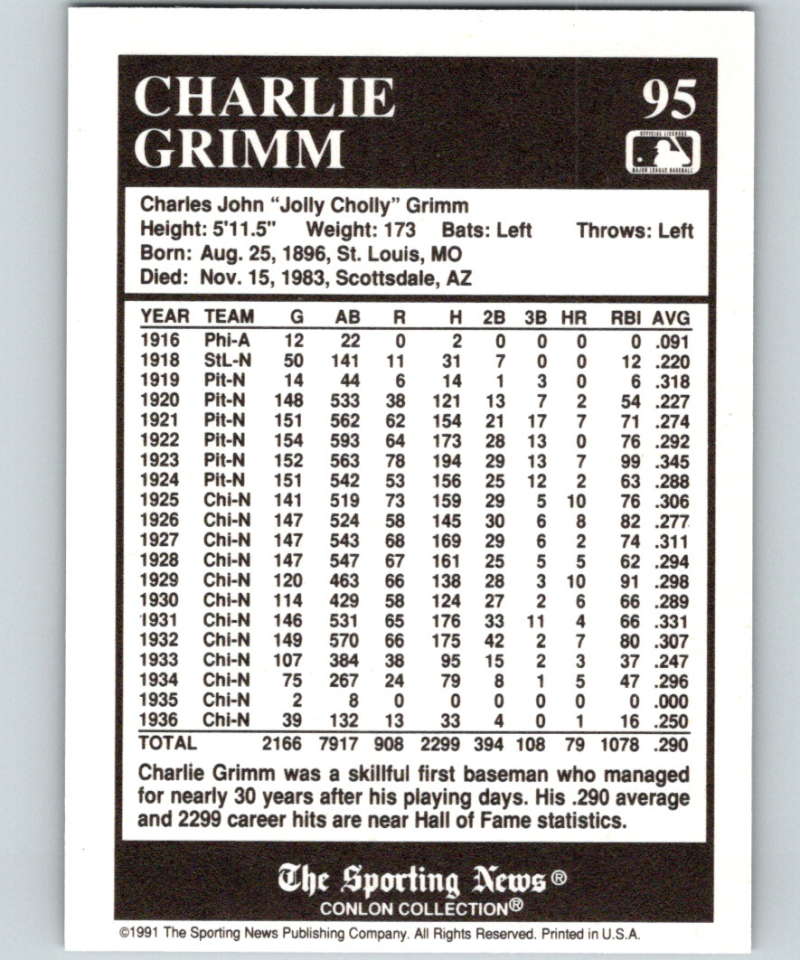 CHARLIE 95
GRIMM
OFFICIAL LICENSEE
MAJOR LEAGUE BASEBALL
Charles John "Jolly Cholly" Grimm
Height: 5'11.5" Weight: 173 Bats: Left Throws: Left
Born: Aug. 25, 1896, St. Louis, MO
Died: Nov. 15, 1983, Scottsdale, AZ
YEAR TEAM G AB R H 2B 3B HR RBI AVG
1916 Phi-A 12 22 0 2 0 0 0 0 .091
1918 StL-N 50 141 11 31 7 0 0 12 .220
1919 Pit-N 14 44 6 14 1 3 0 6 .318
1920 Pit-N 148 533 38 121 13 7 2 54 .227
1921 Pit-N 151 562 62 154 21 17 7 71 .274
1922 Pit-N 154 593 64 173 28 13 0 76 .292
1923 Pit-N 152 563 78 194 29 13 7 99 .345
1924 Pit-N 151 542 53 156 25 12 2 63 .288
1925 Chi-N 141 519 73 159 29 5 10 76 .306
1926 Chi-N 147 524 58 145 30 6 8 82 .277
1927 Chi-N 147 543 68 169 29 6 2 74 .311
1928 Chi-N 147 547 67 161 25 5 5 62 .294
1929 Chi-N 120 463 66 138 28 3 10 91 .298
1930 Chi-N 114 429 58 124 27 2 6 66 .289
1931 Chi-N 146 531 65 176 33 11 4 66 .331
1932 Chi-N 149 570 66 175 42 2 7 80 .307
1933 Chi-N 107 384 38 95 15 2 3 37 .247
1934 Chi-N 75 267 24 79 8 1 5 47 .296
1935 Chi-N 2 8 0 0 0 0 0 0 .000
1936 Chi-N 39 132 13 33 4 0 1 16 .250
TOTAL 2166 7917 908 2299 394 108 79 1078 .290
Charlie Grimm was a skillful first baseman who managed
for nearly 30 years after his playing days. His .290 average
and 2299 career hits are near Hall of Fame statistics.
The Sporting News®
CONLON COLLECTION®
©1991 The Sporting News Publishing Company. All Rights Reserved. Printed in U.S.A.